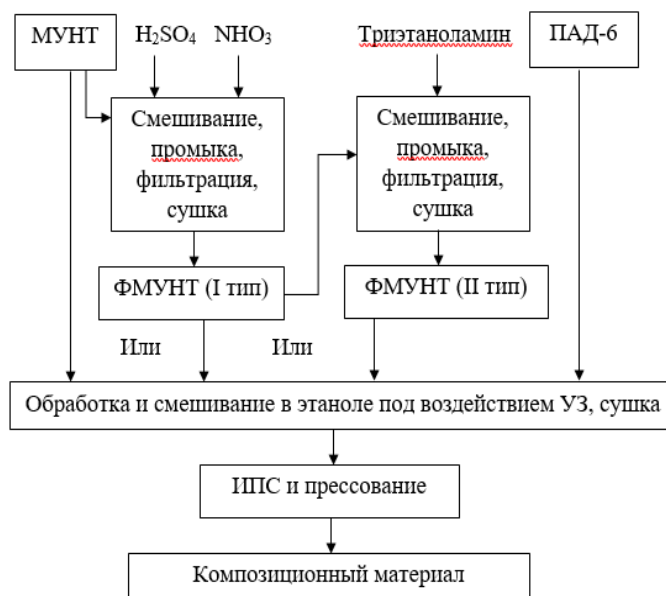 МУНТ
H₂SO₄ NHO₃
Триэтаноламин
ПАД-6
Смешивание,
промыка,
фильтрация,
сушка
Смешивание,
промыка,
фильтрация,
сушка
ФМУНТ (I тип)
ФМУНТ (II тип)
Или
Или
Обработка и смешивание в этаноле под воздействием УЗ, сушка
ИПС и прессование
Композиционный материал